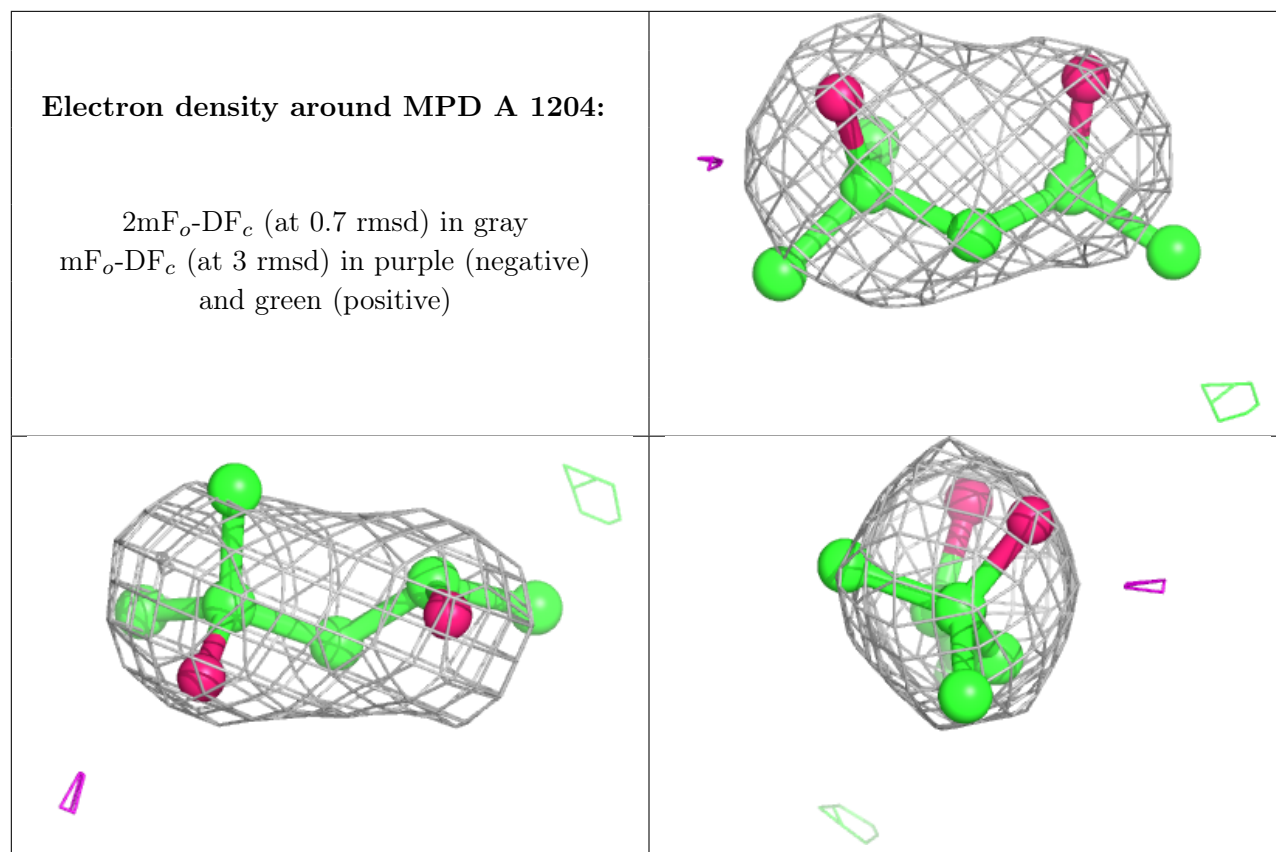 Electron density around MPD A 1204:
2mFo-DFc (at 0.7 rmsd) in gray
mFo-DFc (at 3 rmsd) in purple (negative)
and green (positive)